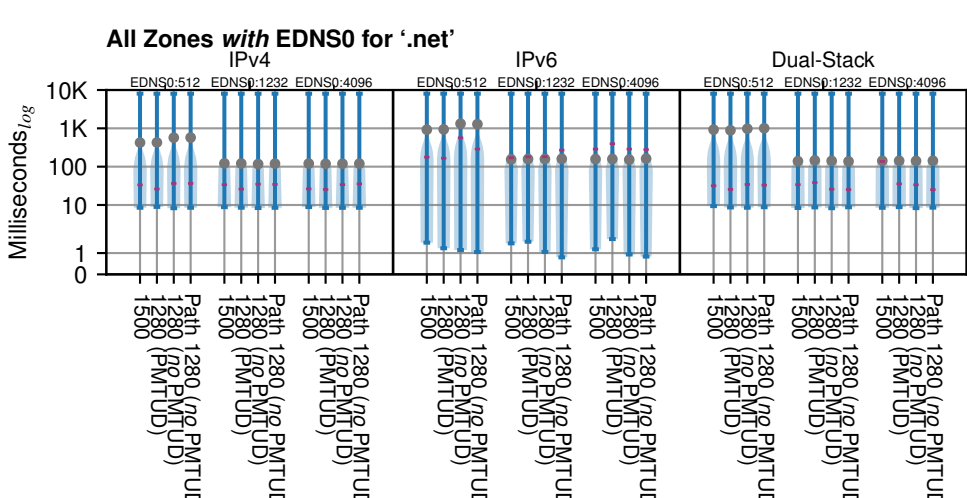 All Zones with EDNS0 for ‘.net’
IPv4
IPv6
Dual-Stack
EDNS0:512
EDNS0:1232
EDNS0:4096
EDNS0:512
EDNS0:1232
EDNS0:4096
EDNS0:512
EDNS0:1232
EDNS0:4096
Milliseconds log
10K
1K
100
10
1
0
1500
1280 (PMTUD)
1280 (no PMTUD)
Path 1280 (no PMTUD
1500
1280 (PMTUD)
1280 (no PMTUD)
Path 1280 (no PMTUD
1500
1280 (PMTUD)
1280 (no PMTUD)
Path 1280 (no PMTUD
1500
1280 (PMTUD)
1280 (no PMTUD)
Path 1280 (no PMTUD
1500
1280 (PMTUD)
1280 (no PMTUD)
Path 1280 (no PMTUD
1500
1280 (PMTUD)
1280 (no PMTUD)
Path 1280 (no PMTUD
1500
1280 (PMTUD)
1280 (no PMTUD)
Path 1280 (no PMTUD
1500
1280 (PMTUD)
1280 (no PMTUD)
Path 1280 (no PMTUD
1500
1280 (PMTUD)
1280 (no PMTUD)
Path 1280 (no PMTUD